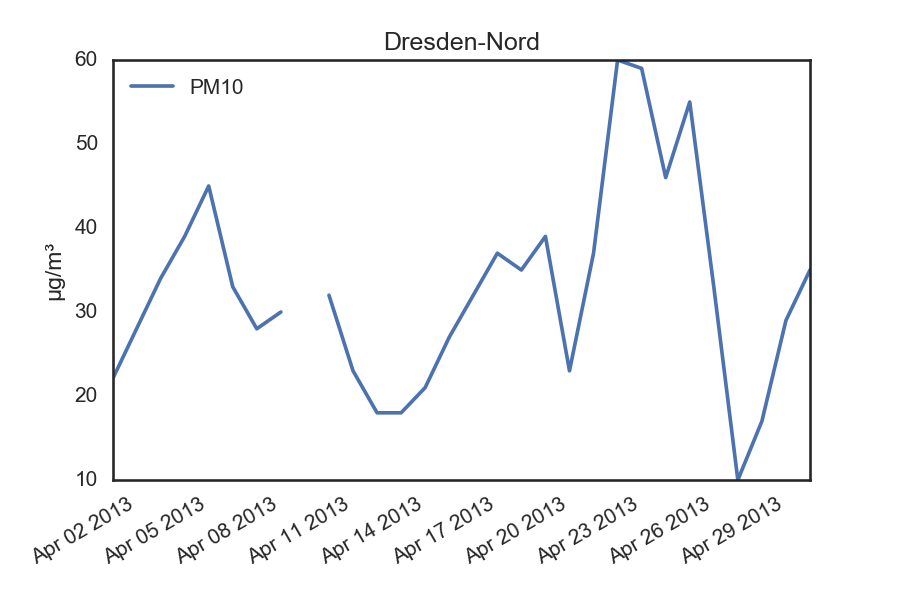 Dresden-Nord
PM10
µg/m³
60
50
40
30
20
10
Apr 02 2013
Apr 05 2013
Apr 08 2013
Apr 11 2013
Apr 14 2013
Apr 17 2013
Apr 20 2013
Apr 23 2013
Apr 26 2013
Apr 29 2013